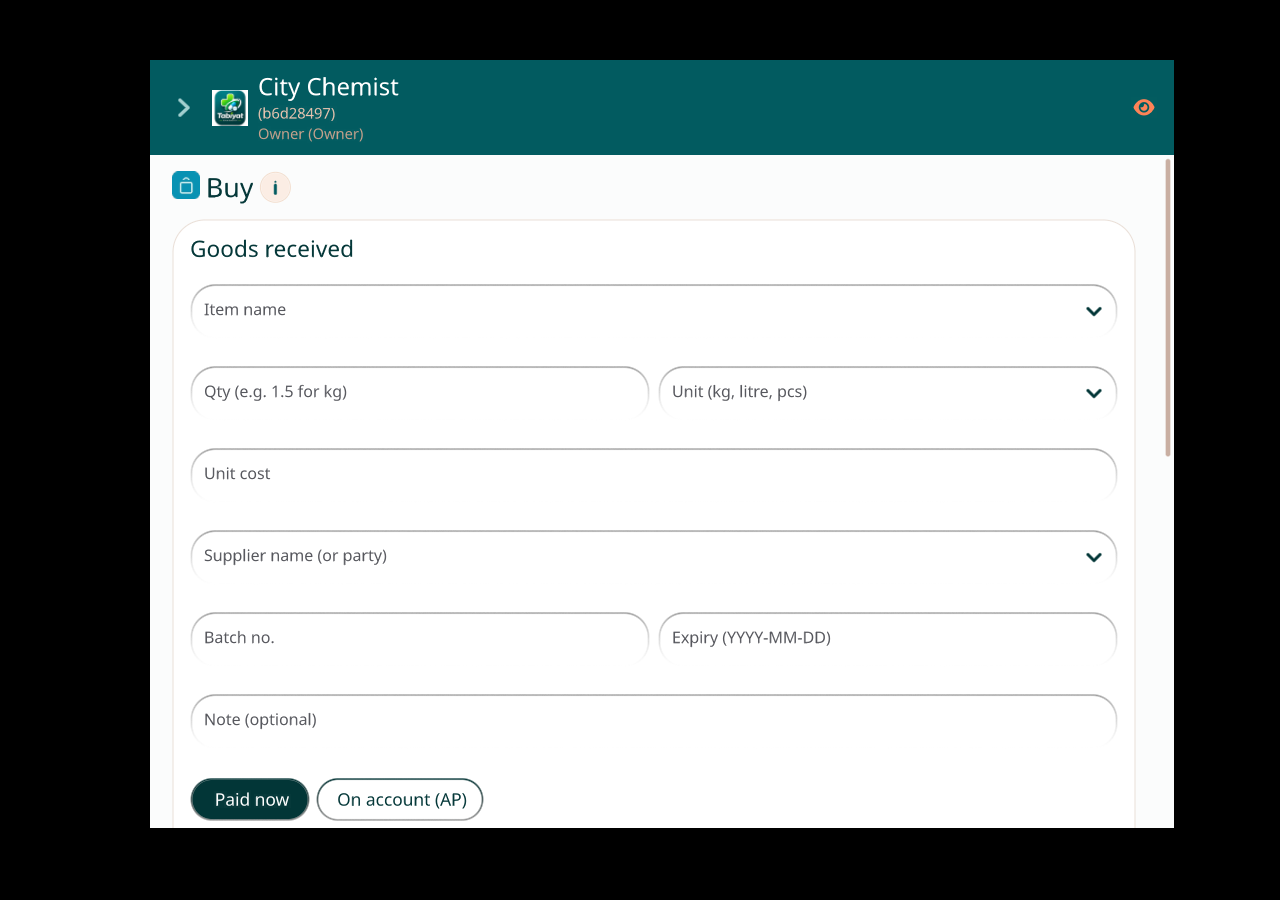 City Chemist
(b6d28497)
Owner (Owner)
Tabiyat
Buy i
Goods received
Item name
Qty (e.g. 1.5 for kg) Unit (kg, litre, pcs)
Unit cost
Supplier name (or party)
Batch no. Expiry (YYYY-MM-DD)
Note (optional)
Paid now On account (AP)